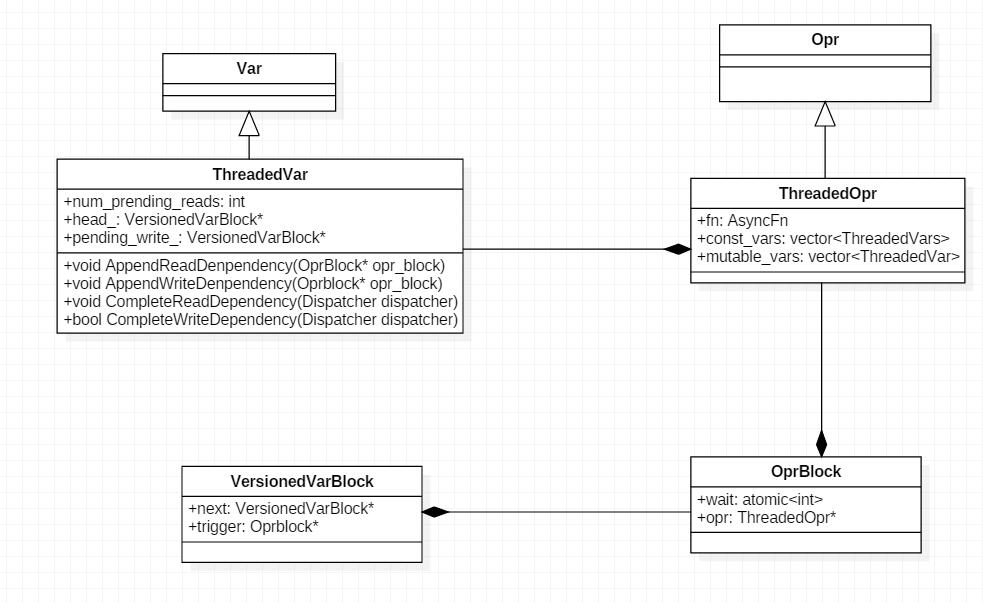 Var
Opr
ThreadedVar
+num_prending_reads: int
+head_: VersionedVarBlock*
+pending_write_: VersionedVarBlock*
+void AppendReadDenpendency(OprBlock* opr_block)
+void AppendWriteDenpendency(Oprblock* opr_block)
+void CompleteReadDependency(Dispatcher dispatcher)
+bool CompleteWriteDependency(Dispatcher dispatcher)
ThreadedOpr
+fn: AsyncFn
+const_vars: vector<ThreadedVars>
+mutable_vars: vector<ThreadedVar>
VersionedVarBlock
+next: VersionedVarBlock*
+trigger: Oprblock*
OprBlock
+wait: atomic<int>
+opr: ThreadedOpr*